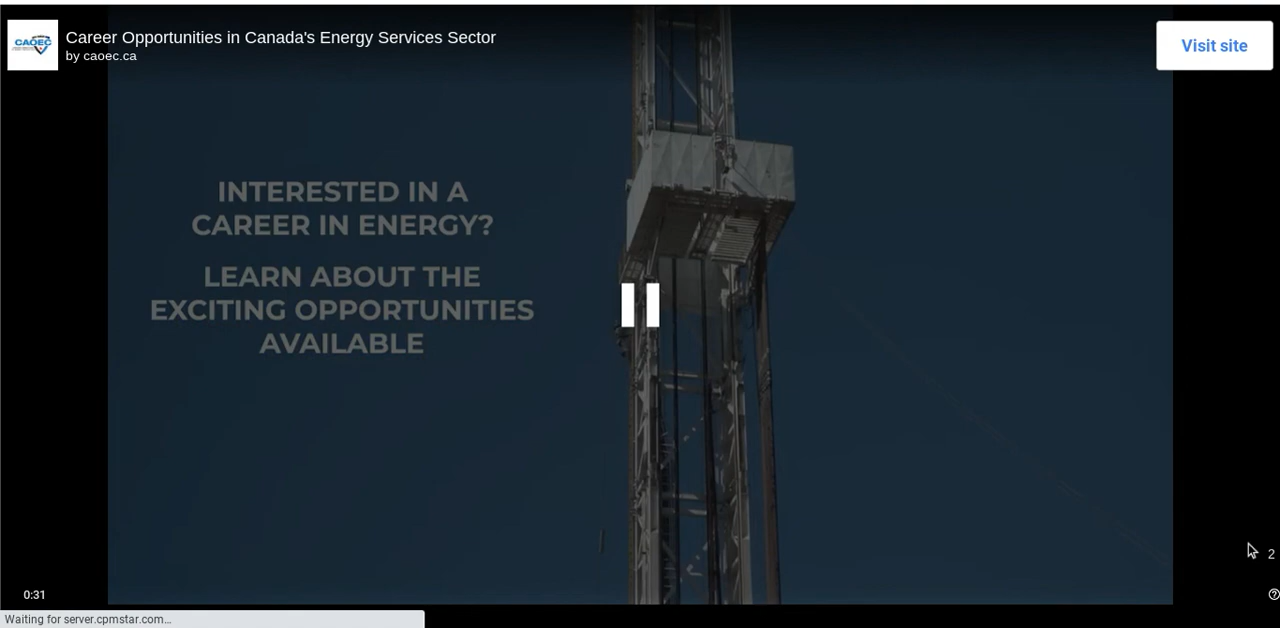 CAOEC
Career Opportunities in Canada's Energy Services Sector
by caoec.ca
Visit site
INTERESTED IN A
CAREER IN ENERGY?
LEARN ABOUT THE
EXCITING OPPORTUNITIES
AVAILABLE
2
0:31
Waiting for server.cpmstar.com...